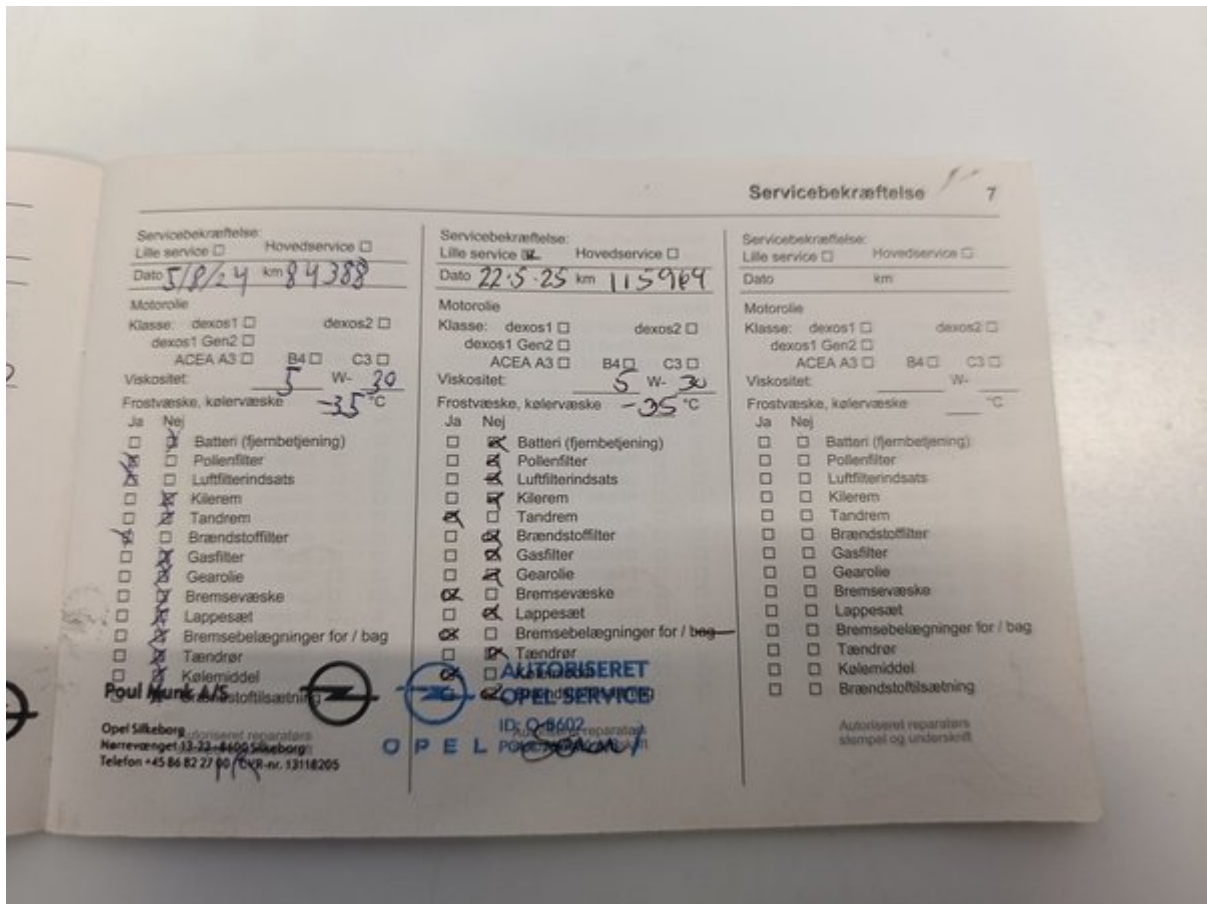 Servicebekræftelse 7
Servicebekræftelse:
Lille service Hovedservice
Dato 5/8/24 km 84388
Motorolie
Klasse: dexos1 dexos2
dexos1 Gen2
ACEA A3 B4 C3
Viskositet: 5 W- 30
Frostvæske, kølervæske -35 °C
Ja Nej
Batteri (fjernbetjening)
Pollenfilter
Luftfilterindsats
Kilerem
Tandrem
Brændstoffilter
Gasfilter
Gearolie
Bremsevæske
Lappesæt
Bremsebelægninger for / bag
Tændrør
Kølemiddel
Brændstoftilsætning
Poul Munk A/S
Opel Silkeborg
Autoriseret reparatørs
Nørrevænget 13-23 - 8600 Silkeborg
Telefon +45 86 82 27 00 / CVR-nr. 13118205
Servicebekræftelse:
Lille service Hovedservice
Dato 22-5-25 km 115969
Motorolie
Klasse: dexos1 dexos2
dexos1 Gen2
ACEA A3 B4 C3
Viskositet: 5 W- 30
Frostvæske, kølervæske -35 °C
Ja Nej
Batteri (fjernbetjening)
Pollenfilter
Luftfilterindsats
Kilerem
Tandrem
Brændstoffilter
Gasfilter
Gearolie
Bremsevæske
Lappesæt
Bremsebelægninger for / bag
Tændrør
AUTORISERET
OPEL SERVICE
ID: O-8602
OPEL
Servicebekræftelse:
Lille service Hovedservice
Dato km
Motorolie
Klasse: dexos1 dexos2
dexos1 Gen2
ACEA A3 B4 C3
Viskositet: W-
Frostvæske, kølervæske °C
Ja Nej
Batteri (fjernbetjening)
Pollenfilter
Luftfilterindsats
Kilerem
Tandrem
Brændstoffilter
Gasfilter
Gearolie
Bremsevæske
Lappesæt
Bremsebelægninger for / bag
Tændrør
Kølemiddel
Brændstoftilsætning
Autoriseret reparatørs
stempel og underskrift